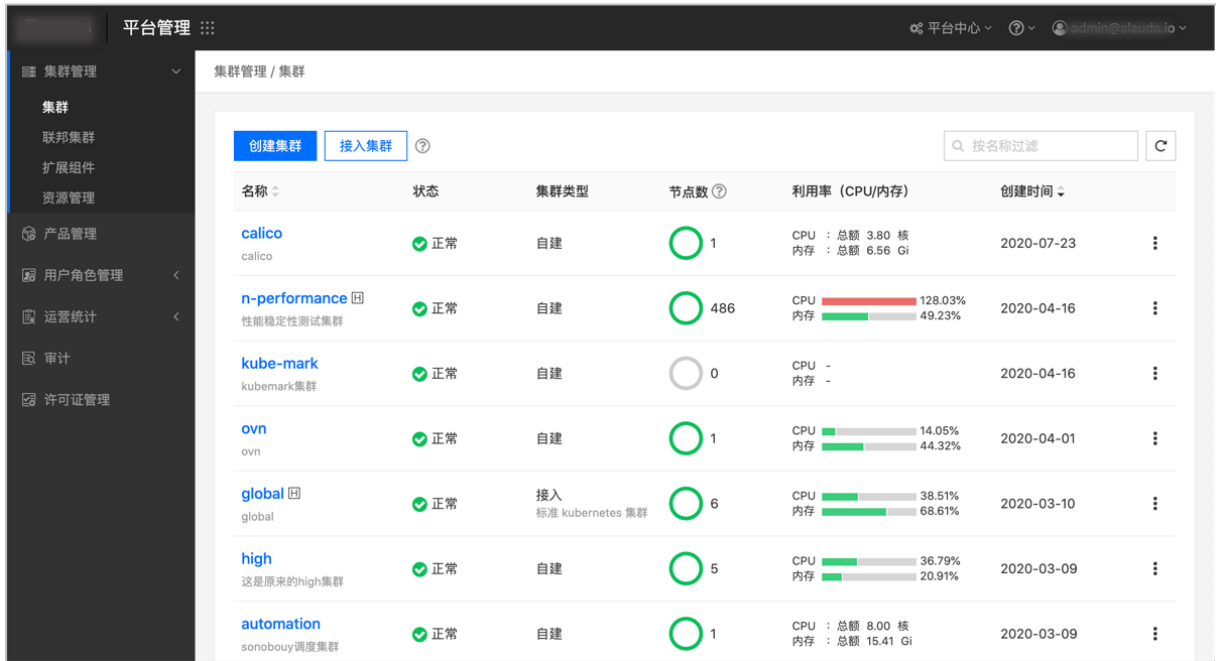 平台管理
平台中心
admin@alauda.io
集群管理
集群
联邦集群
扩展组件
资源管理
产品管理
用户角色管理
运营统计
审计
许可证管理
集群管理 / 集群
创建集群 接入集群 ?
按名称过滤
名称 状态 集群类型 节点数 ? 利用率（CPU/内存） 创建时间
calico
calico
正常 自建 1
CPU ：总额 3.80 核
内存 ：总额 6.56 Gi
2020-07-23
n-performance H
性能稳定性测试集群
正常 自建 486
CPU 128.03%
内存 49.23%
2020-04-16
kube-mark
kubemark集群
正常 自建 0
CPU -
内存 -
2020-04-16
ovn
ovn
正常 自建 1
CPU 14.05%
内存 44.32%
2020-04-01
global H
global
正常
接入
标准 kubernetes 集群
6
CPU 38.51%
内存 68.61%
2020-03-10
high
这是原来的high集群
正常 自建 5
CPU 36.79%
内存 20.91%
2020-03-09
automation
sonobouy调度集群
正常 自建 1
CPU ：总额 8.00 核
内存 ：总额 15.41 Gi
2020-03-09